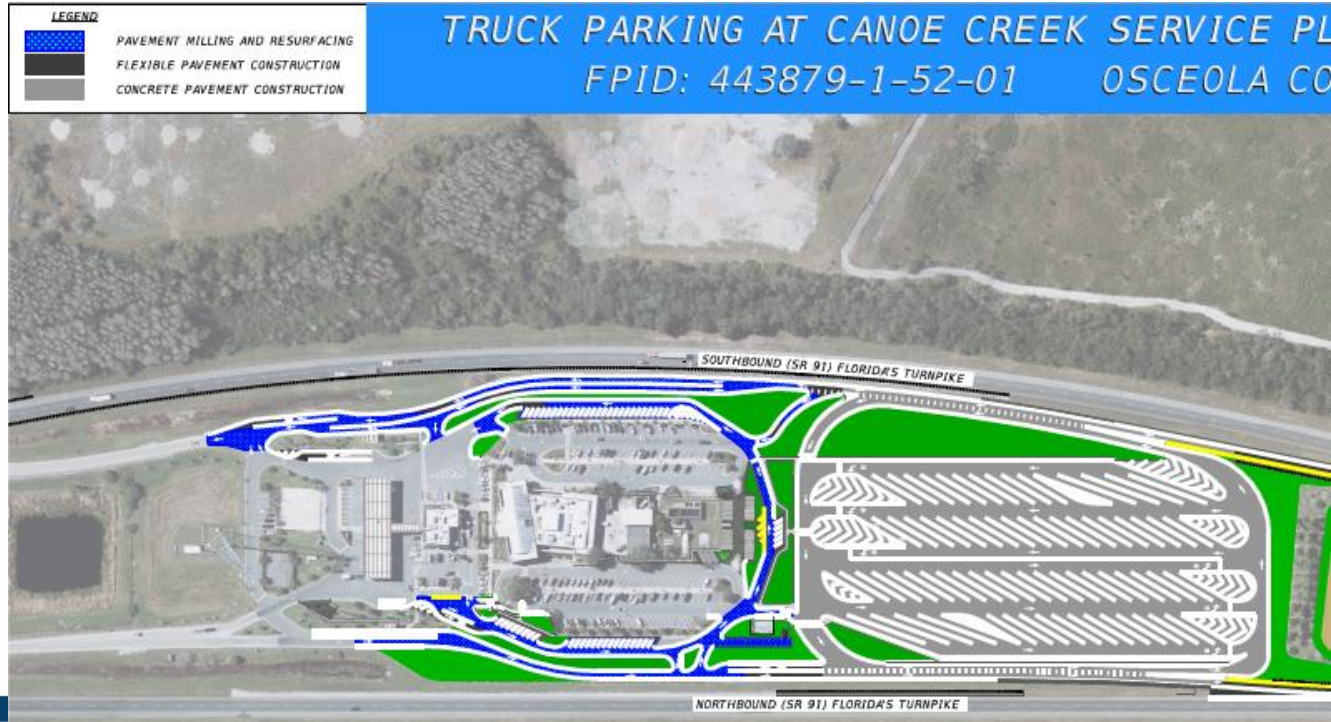 LEGEND
PAVEMENT MILLING AND RESURFACING
FLEXIBLE PAVEMENT CONSTRUCTION
CONCRETE PAVEMENT CONSTRUCTION
TRUCK PARKING AT CANOE CREEK SERVICE PL
FPID: 443879-1-52-01 OSCEOLA CO
SOUTHBOUND (SR 91) FLORIDA'S TURNPIKE
NORTHBOUND (SR 91) FLORIDA'S TURNPIKE